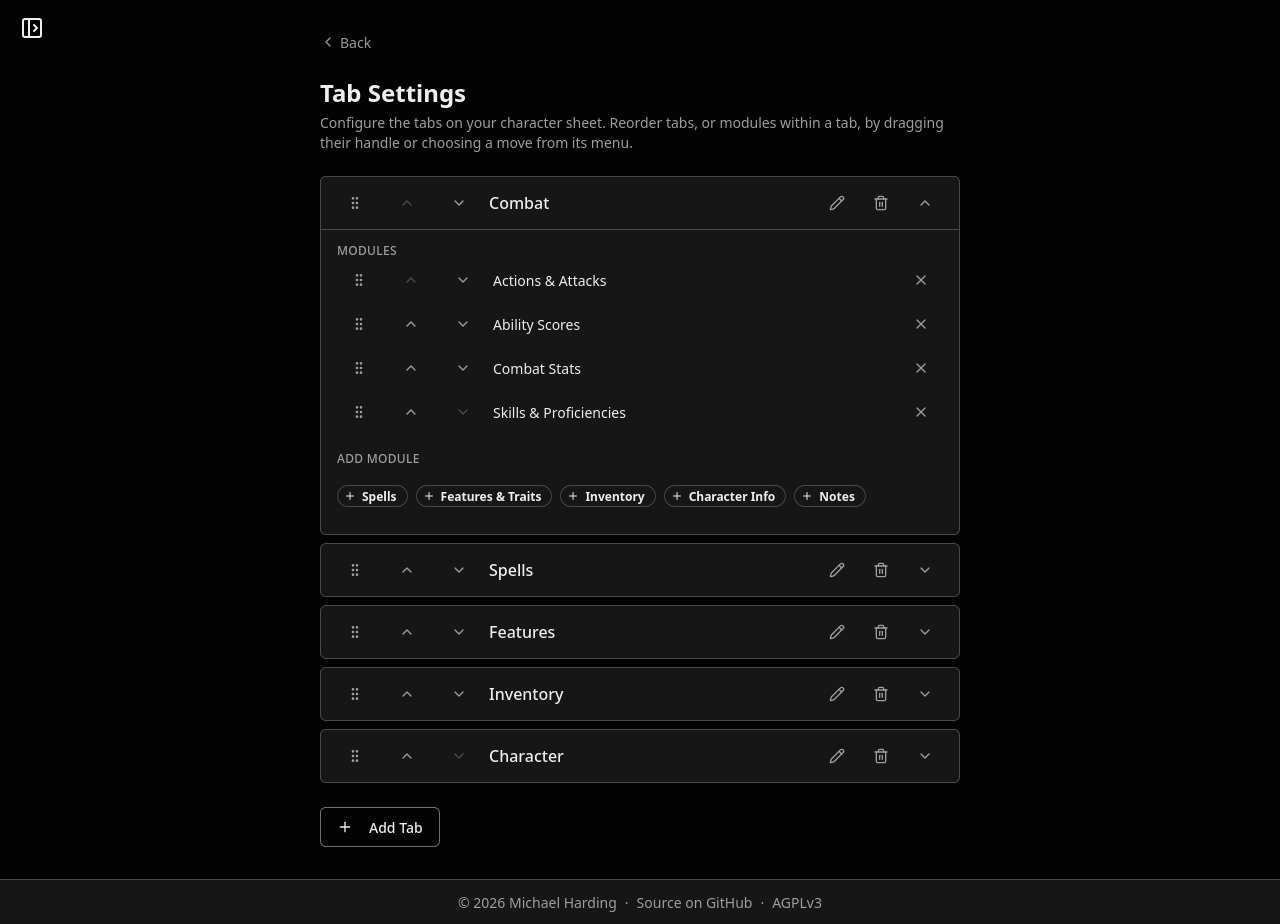 Back
Tab Settings
Configure the tabs on your character sheet. Reorder tabs, or modules within a tab, by dragging
their handle or choosing a move from its menu.
Combat
MODULES
Actions & Attacks
Ability Scores
Combat Stats
Skills & Proficiencies
ADD MODULE
Spells Features & Traits Inventory Character Info Notes
Spells
Features
Inventory
Character
Add Tab
© 2026 Michael Harding · Source on GitHub · AGPLv3